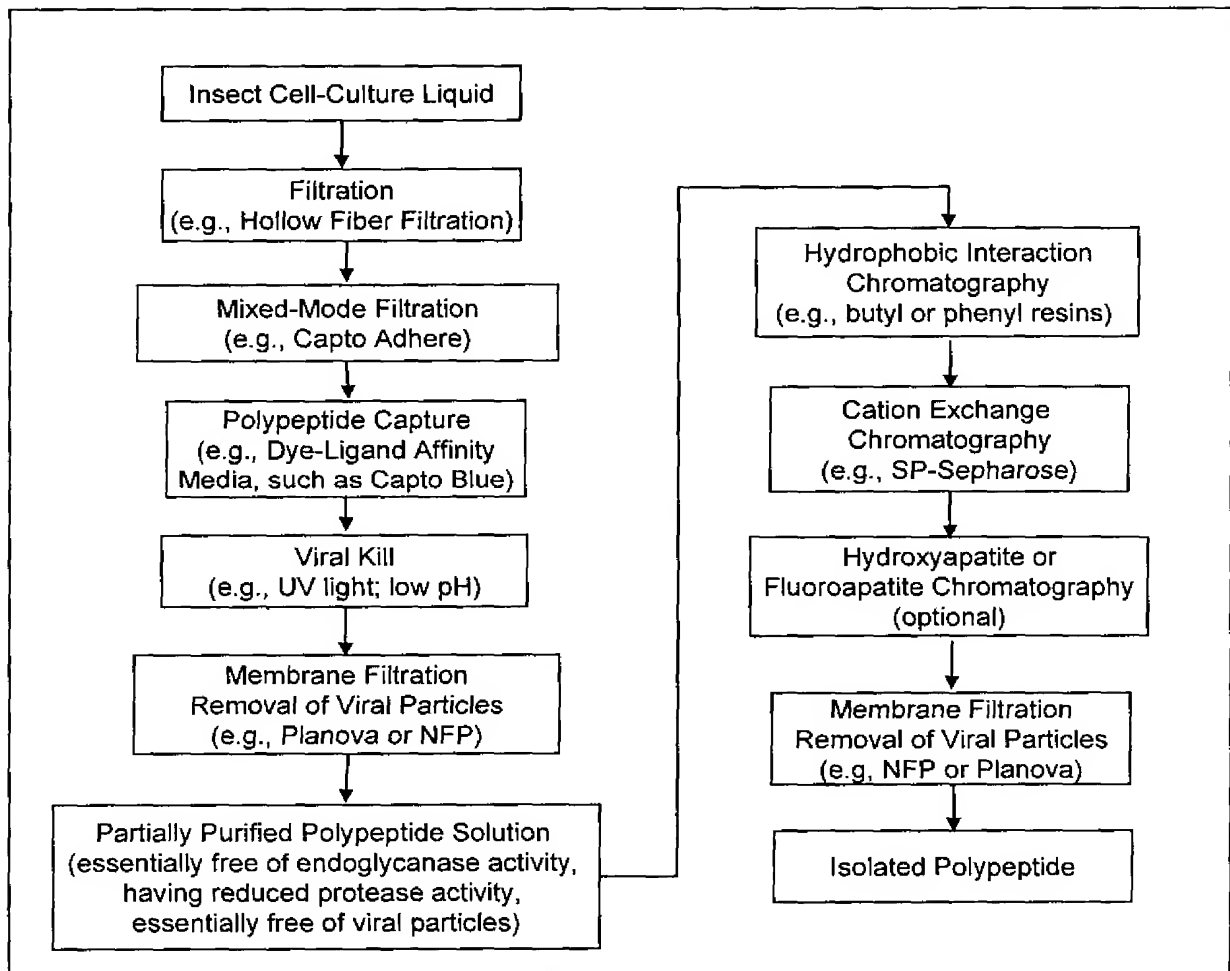 Insect Cell-Culture Liquid
Filtration
(e.g., Hollow Fiber Filtration)
Mixed-Mode Filtration
(e.g., Capto Adhere)
Polypeptide Capture
(e.g., Dye-Ligand Affinity
Media, such as Capto Blue)
Viral Kill
(e.g., UV light; low pH)
Membrane Filtration
Removal of Viral Particles
(e.g., Planova or NFP)
Partially Purified Polypeptide Solution
(essentially free of endoglycanase activity,
having reduced protease activity,
essentially free of viral particles)
Hydrophobic Interaction
Chromatography
(e.g., butyl or phenyl resins)
Cation Exchange
Chromatography
(e.g., SP-Sepharose)
Hydroxyapatite or
Fluoroapatite Chromatography
(optional)
Membrane Filtration
Removal of Viral Particles
(e.g, NFP or Planova)
Isolated Polypeptide